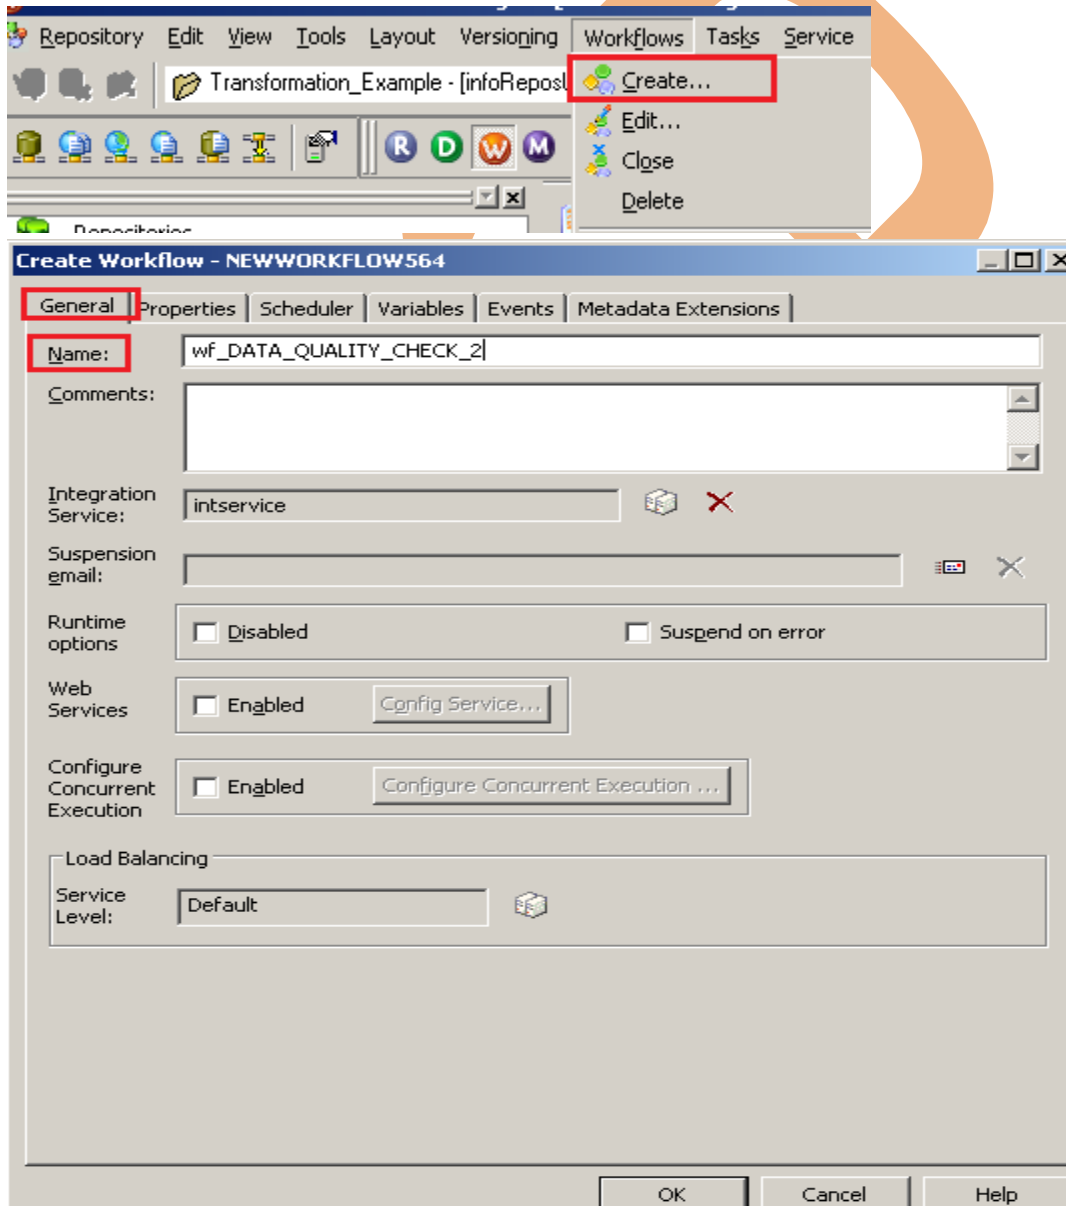 Repository Edit View Tools Layout Versioning Workflows Tasks Service
Transformation_Example - [infoRepos
Create...
R D W M
Edit...
Close
Delete
Repositories
Create Workflow - NEWWORKFLOW564
General Properties Scheduler Variables Events Metadata Extensions
Name: wf_DATA_QUALITY_CHECK_2
Comments:
Integration
Service:
intservice
Suspension
email:
Runtime
options
Disabled Suspend on error
Web
Services
Enabled Config Service...
Configure
Concurrent
Execution
Enabled Configure Concurrent Execution ...
Load Balancing
Service
Level:
Default
OK Cancel Help